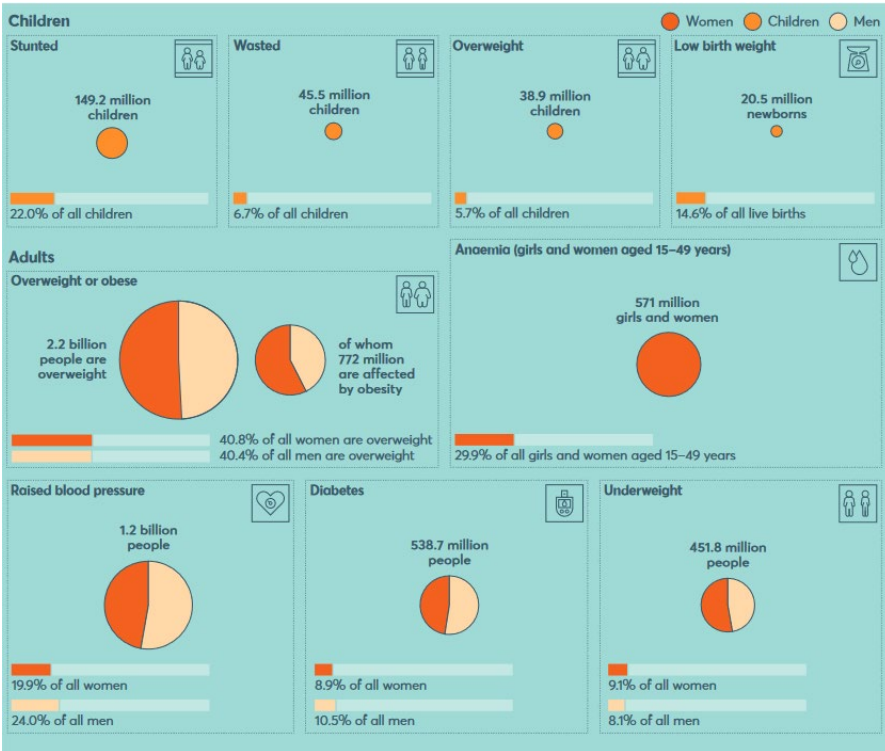 Children
Women
Children
Men
Stunted
149.2 million
children
22.0% of all children
Wasted
45.5 million
children
6.7% of all children
Overweight
38.9 million
children
5.7% of all children
Low birth weight
20.5 million
newborns
14.6% of all live births
Adults
Overweight or obese
2.2 billion
people are
overweight
of whom
772 million
are affected
by obesity
40.8% of all women are overweight
40.4% of all men are overweight
Anaemia (girls and women aged 15–49 years)
571 million
girls and women
29.9% of all girls and women aged 15–49 years
Raised blood pressure
1.2 billion
people
19.9% of all women
24.0% of all men
Diabetes
538.7 million
people
8.9% of all women
10.5% of all men
Underweight
451.8 million
people
9.1% of all women
8.1% of all men